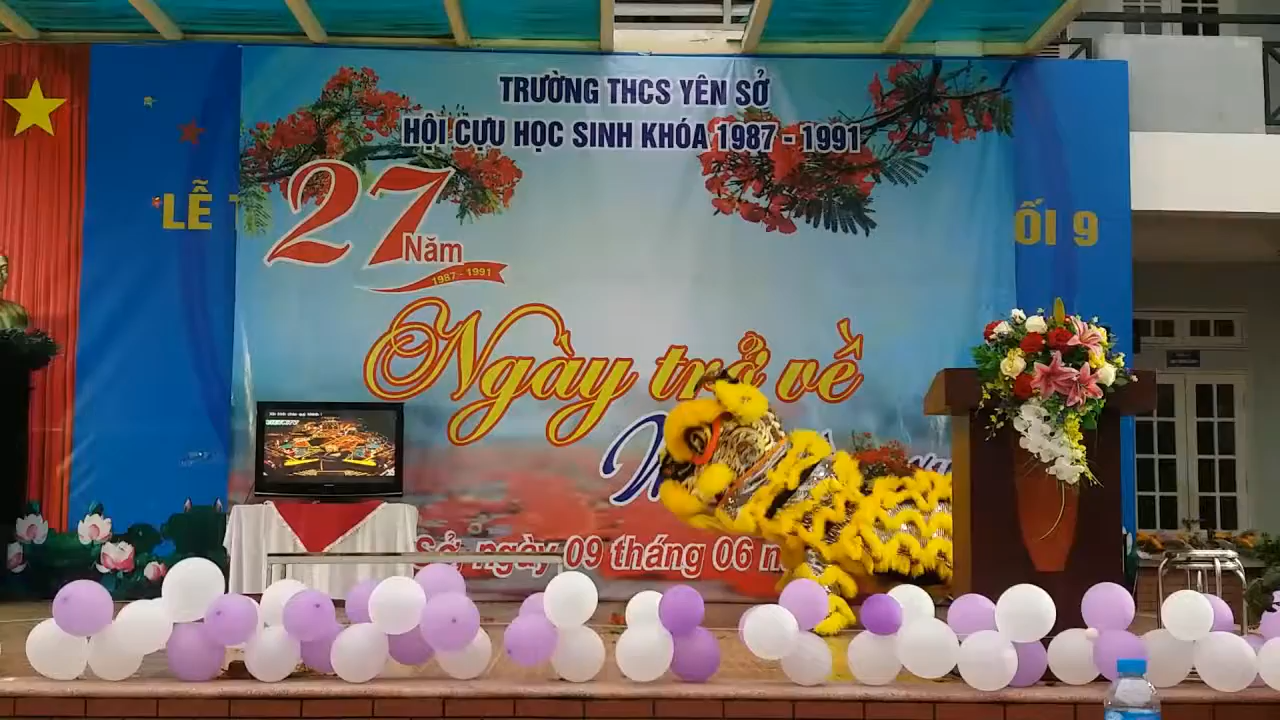 TRƯỜNG THCS YÊN SỞ
HỘI CỰU HỌC SINH KHÓA 1987 - 1991
27
Năm
1987 - 1991
LỄ
ỐI 9
Ngày trở về
Sở, ngày 09 tháng 06